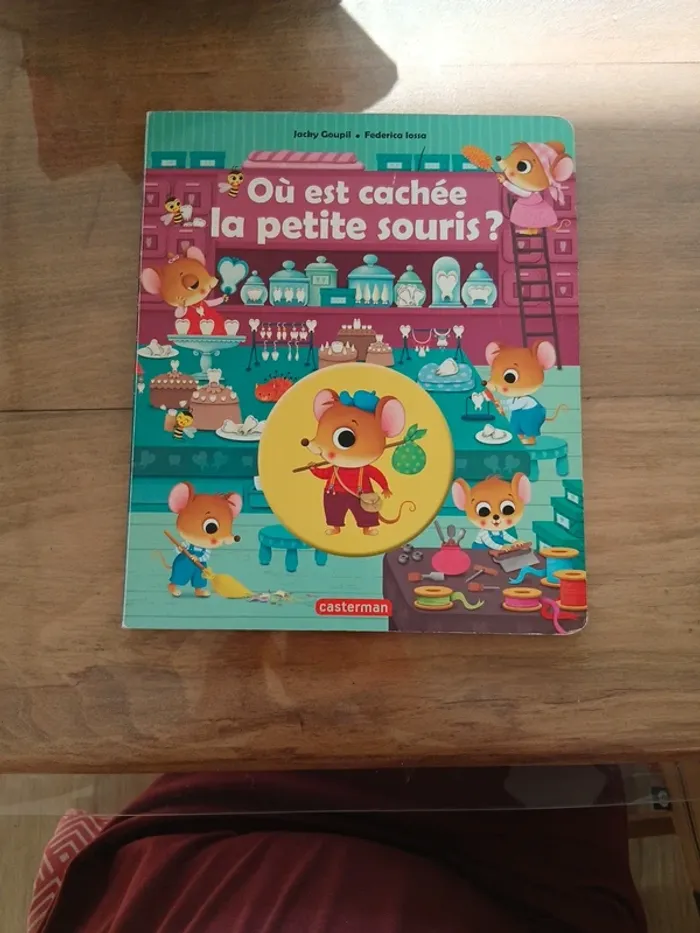 Jacky Goupil • Federica Iossa
Où est cachée
la petite souris ?
casterman